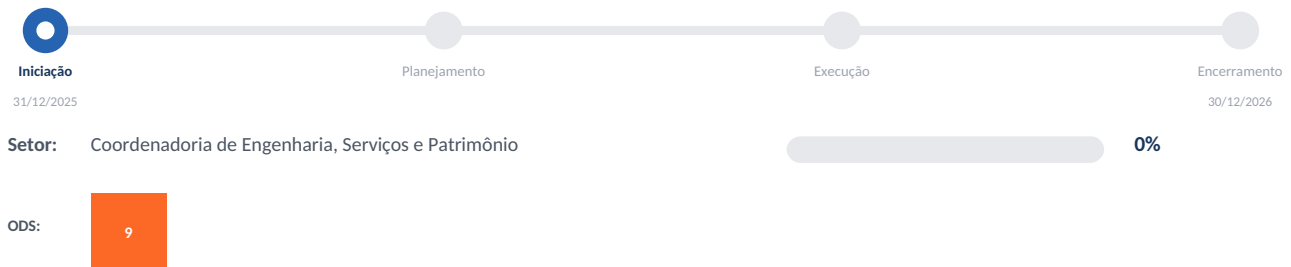 Iniciação Planejamento Execução Encerramento
31/12/2025 30/12/2026
Setor: Coordenadoria de Engenharia, Serviços e Patrimônio 0%
ODS: 9